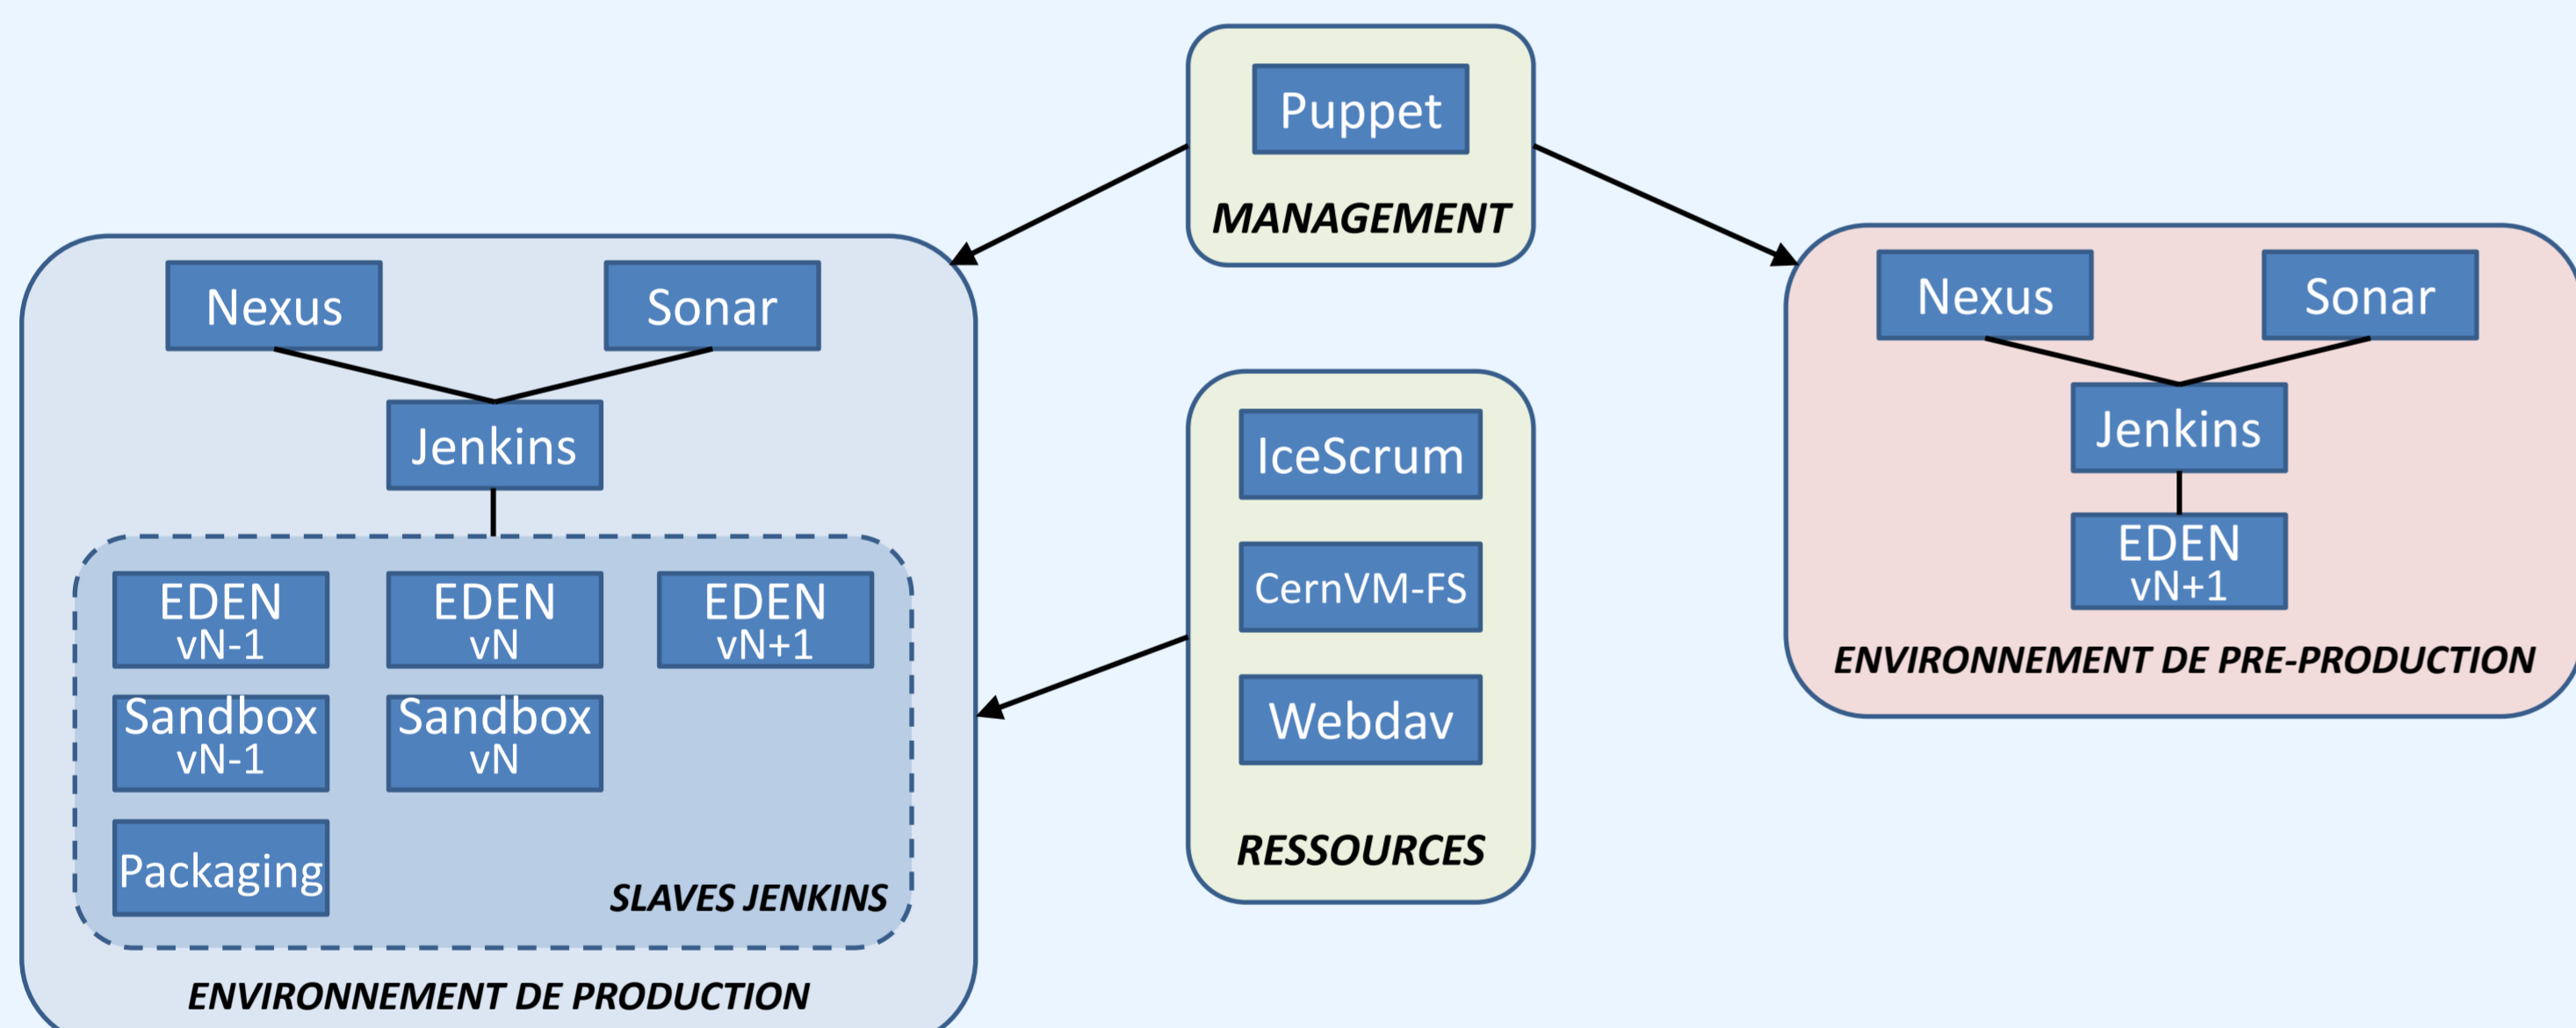 Puppet
MANAGEMENT
Nexus
Sonar
Jenkins
EDEN
vN-1
EDEN
vN
EDEN
vN+1
Sandbox
vN-1
Sandbox
vN
Packaging
SLAVES JENKINS
ENVIRONNEMENT DE PRODUCTION
IceScrum
CernVM-FS
Webdav
RESSOURCES
Nexus
Sonar
Jenkins
EDEN
vN+1
ENVIRONNEMENT DE PRE-PRODUCTION